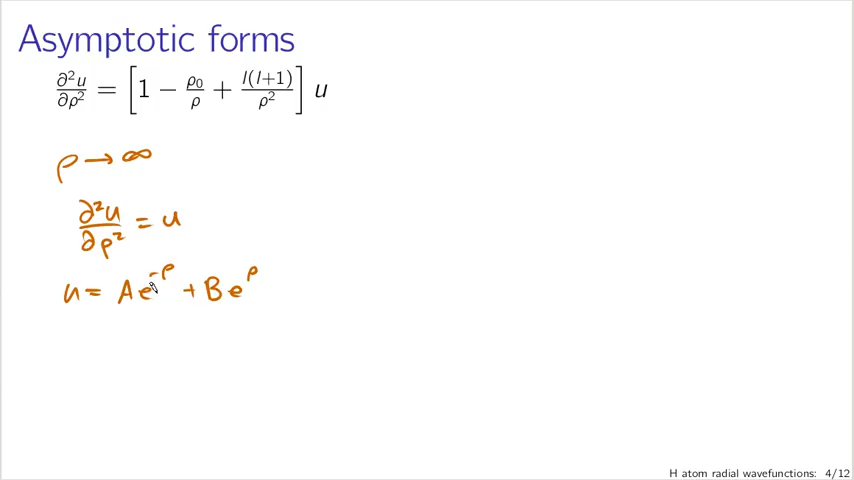 Asymptotic forms
∂²u/∂ρ² = [1 − ρ₀/ρ + l(l+1)/ρ²] u
ρ → ∞
∂²u/∂ρ² = u
u = Ae^{-ρ} + Be^{ρ}
H atom radial wavefunctions: 4/12